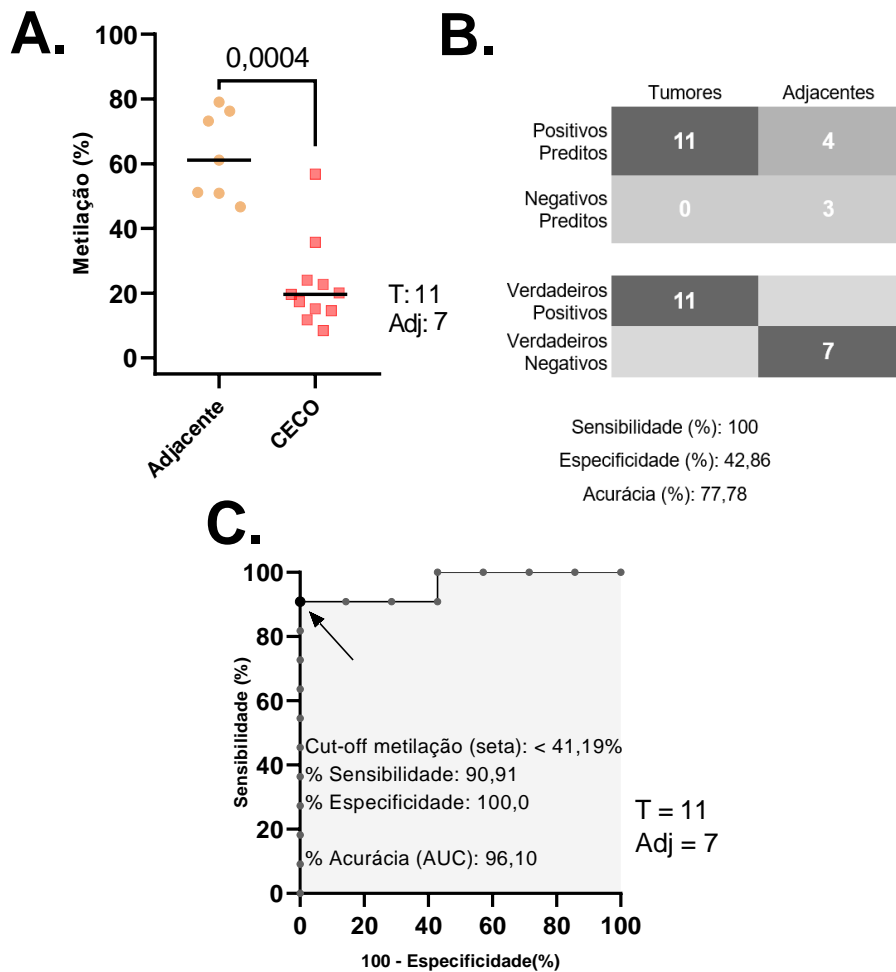 A.
100
80
60
40
20
0
Metilação (%)
0,0004
T: 11
Adj: 7
Adjacente
CECO
B.
Tumores Adjacentes
Positivos
Preditos
11 4
Negativos
Preditos
0 3
Verdadeiros
Positivos
11
Verdadeiros
Negativos
7
Sensibilidade (%): 100
Especificidade (%): 42,86
Acurácia (%): 77,78
C.
100
80
60
40
20
0
Sensibilidade (%)
Cut-off metilação (seta): < 41,19%
% Sensibilidade: 90,91
% Especificidade: 100,0
% Acurácia (AUC): 96,10
T = 11
Adj = 7
0 20 40 60 80 100
100 - Especificidade(%)